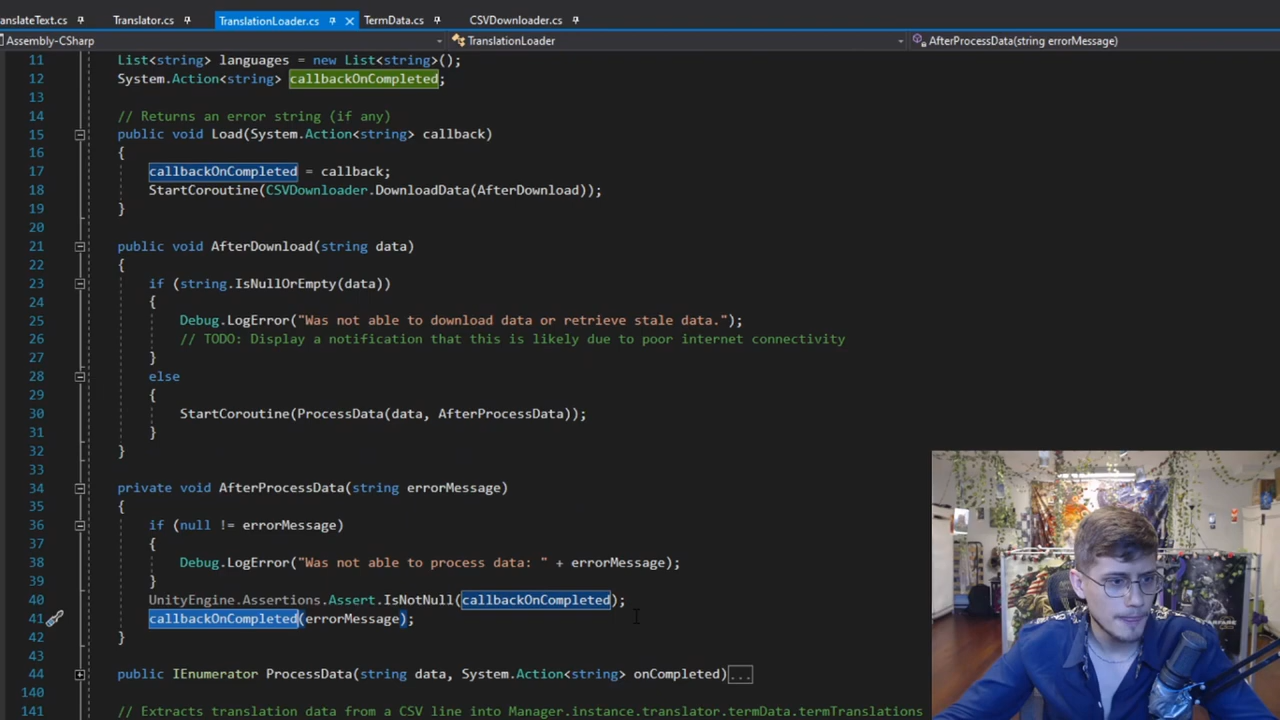 anslateText.cs Translator.cs TranslationLoader.cs TermData.cs CSVDownloader.cs
Assembly-CSharp TranslationLoader AfterProcessData(string errorMessage)
11 List<string> languages = new List<string>();
12 System.Action<string> callbackOnCompleted;
13
14 // Returns an error string (if any)
15 public void Load(System.Action<string> callback)
16 {
17 callbackOnCompleted = callback;
18 StartCoroutine(CSVDownloader.DownloadData(AfterDownload));
19 }
20
21 public void AfterDownload(string data)
22 {
23 if (string.IsNullOrEmpty(data))
24 {
25 Debug.LogError("Was not able to download data or retrieve stale data.");
26 // TODO: Display a notification that this is likely due to poor internet connectivity
27 }
28 else
29 {
30 StartCoroutine(ProcessData(data, AfterProcessData));
31 }
32 }
33
34 private void AfterProcessData(string errorMessage)
35 {
36 if (null != errorMessage)
37 {
38 Debug.LogError("Was not able to process data: " + errorMessage);
39 }
40 UnityEngine.Assertions.Assert.IsNotNull(callbackOnCompleted);
41 callbackOnCompleted(errorMessage);
42 }
43
44 public IEnumerator ProcessData(string data, System.Action<string> onCompleted)...
140
141 // Extracts translation data from a CSV line into Manager.instance.translator.termData.termTranslations